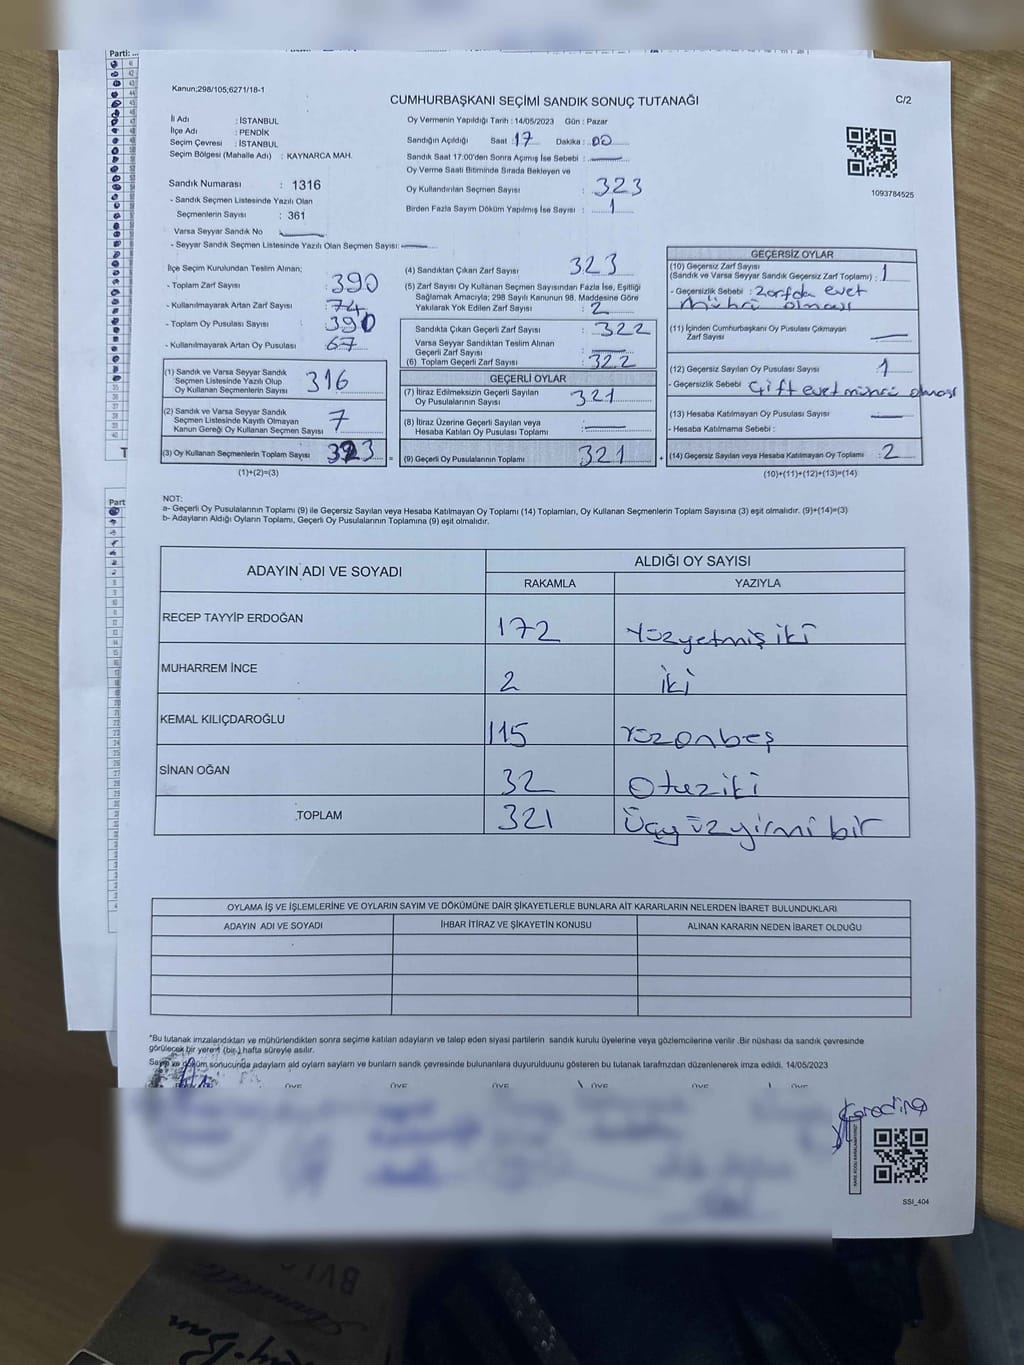 Parti: ...
Kanun;298/105;6271/18-1
CUMHURBAŞKANI SEÇİMİ SANDIK SONUÇ TUTANAĞI
C/2
İl Adı : İSTANBUL
İlçe Adı : PENDİK
Seçim Çevresi : İSTANBUL
Seçim Bölgesi (Mahalle Adı) : KAYNARCA MAH.
Oy Vermenin Yapıldığı Tarih : 14/05/2023 Gün : Pazar
Sandığın Açıldığı Saat : 17 Dakika : 00
Sandık Saat 17:00'den Sonra Açımış İse Sebebi :
Oy Verme Saati Bitiminde Sırada Bekleyen ve
Oy Kullandırılan Seçmen Sayısı : 323
Birden Fazla Sayım Döküm Yapılmış İse Sayısı : 1
1093784525
Sandık Numarası : 1316
- Sandık Seçmen Listesinde Yazılı Olan
Seçmenlerin Sayısı : 361
Varsa Seyyar Sandık No
- Seyyar Sandık Seçmen Listesinde Yazılı Olan Seçmen Sayısı:
İlçe Seçim Kurulundan Teslim Alınan;
- Toplam Zarf Sayısı : 390
- Kullanılmayarak Artan Zarf Sayısı : 74
- Toplam Oy Pusulası Sayısı : 390
- Kullanılmayarak Artan Oy Pusulası : 67
(1) Sandık ve Varsa Seyyar Sandık
Seçmen Listesinde Yazılı Olup
Oy Kullanan Seçmenlerin Sayısı : 316
(2) Sandık ve Varsa Seyyar Sandık
Seçmen Listesinde Kayıtlı Olmayan
Kanun Gereği Oy Kullanan Seçmen Sayısı : 7
(3) Oy Kullanan Seçmenlerin Toplam Sayısı : 323
(1)+(2)=(3)
(4) Sandıktan Çıkan Zarf Sayısı : 323
(5) Zarf Sayısı Oy Kullanan Seçmen Sayısından Fazla İse, Eşitliği
Sağlamak Amacıyla; 298 Sayılı Kanunun 98. Maddesine Göre
Yakılarak Yok Edilen Zarf Sayısı : 2
Sandıkta Çıkan Geçerli Zarf Sayısı : 322
Varsa Seyyar Sandıktan Teslim Alınan
Geçerli Zarf Sayısı
(6) Toplam Geçerli Zarf Sayısı : 322
GEÇERLİ OYLAR
(7) İtiraz Edilmeksizin Geçerli Sayılan
Oy Pusulalarının Sayısı : 321
(8) İtiraz Üzerine Geçerli Sayılan veya
Hesaba Katılan Oy Pusulası Toplamı :
(9) Geçerli Oy Pusulalarının Toplamı : 321
GEÇERSİZ OYLAR
(10) Geçersiz Zarf Sayısı
(Sandık ve Varsa Seyyar Sandık Geçersiz Zarf Toplamı) : 1
- Geçersizlik Sebebi : Zarfda evet
mührü olması
(11) İçinden Cumhurbaşkanı Oy Pusulası Çıkmayan
Zarf Sayısı
(12) Geçersiz Sayılan Oy Pusulası Sayısı : 1
- Geçersizlik Sebebi Çift evet mührü olması
(13) Hesaba Katılmayan Oy Pusulası Sayısı :
- Hesaba Katılmama Sebebi :
(14) Geçersiz Sayılan veya Hesaba Katılmayan Oy Toplamı : 2
(10)+(11)+(12)+(13)=(14)
NOT:
a- Geçerli Oy Pusulalarının Toplamı (9) ile Geçersiz Sayılan veya Hesaba Katılmayan Oy Toplamı (14) Toplamları, Oy Kullanan Seçmenlerin Toplam Sayısına (3) eşit olmalıdır. (9)+(14)=(3)
b- Adayların Aldığı Oyların Toplamı, Geçerli Oy Pusulalarının Toplamına (9) eşit olmalıdır.
ADAYIN ADI VE SOYADI
ALDIĞI OY SAYISI
RAKAMLA
YAZIYLA
RECEP TAYYİP ERDOĞAN 172 Yüzyetmiş iki
MUHARREM İNCE 2 iki
KEMAL KILIÇDAROĞLU 115 Yüzonbeş
SİNAN OĞAN 32 Otuziki
TOPLAM 321 Üçyüzyirmi bir
OYLAMA İŞ VE İŞLEMLERİNE VE OYLARIN SAYIM VE DÖKÜMÜNE DAİR ŞİKAYETLERLE BUNLARA AİT KARARLARIN NELERDEN İBARET BULUNDUKLARI
ADAYIN ADI VE SOYADI
İHBAR İTİRAZ VE ŞİKAYETİN KONUSU
ALINAN KARARIN NEDEN İBARET OLDUĞU
*Bu tutanak imzalandıktan ve mühürlendikten sonra seçime katılan adayların ve talep eden siyasi partilerin sandık kurulu üyelerine veya gözlemcilerine verilir .Bir nüshası da sandık çevresinde
görülecek bir yere 1 (bir) hafta süreyle asılır.
Sayım ve döküm sonucunda adayların ald oyların sayların ve bunların sandık çevresinde bulunanlara duyurulduunu gösteren bu tutanak tarafmzdan düzenlenerek imza edildi. 14/05/2023
SSI_404